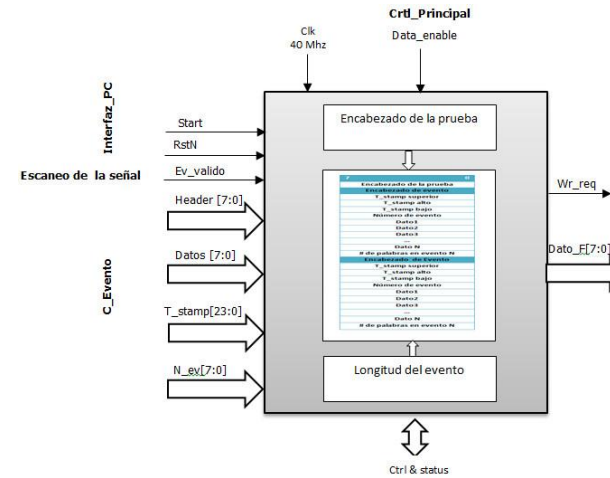 Crtl_Principal
Clk
40 Mhz
Data_enable
Interfaz_PC
Start
RstN
Escaneo de la señal
Ev_valido
Header [7:0]
Datos [7:0]
C_Evento
T_stamp[23:0]
N_ev[7:0]
Encabezado de la prueba
7
0
Encabezado de la prueba
Encabezado de evento
T_stamp superior
T_stamp alto
T_stamp bajo
Número de evento
Dato1
Dato2
Dato3
...
Dato N
# de palabras en evento N
Encabezado de Evento
T_stamp superior
T_stamp alto
T_stamp bajo
Número de evento
Dato1
Dato2
Dato3
...
Dato N
# de palabras en evento N
Longitud del evento
Wr_req
Dato_F[7:0]
Ctrl & status